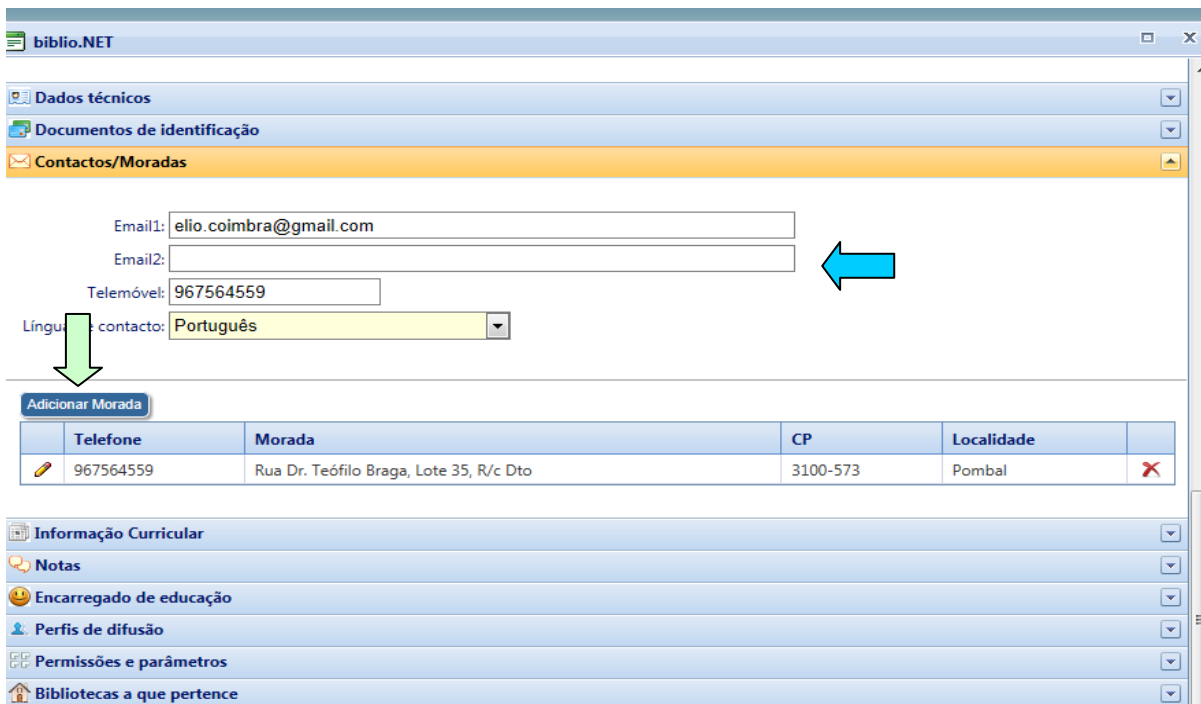 biblio.NET
Dados técnicos
Documentos de identificação
Contactos/Moradas
Email1: elio.coimbra@gmail.com
Email2:
Telemóvel: 967564559
Língua e contacto: Português
Adicionar Morada
Telefone Morada CP Localidade
967564559 Rua Dr. Teófilo Braga, Lote 35, R/c Dto 3100-573 Pombal
Informação Curricular
Notas
Encarregado de educação
Perfis de difusão
Permissões e parâmetros
Bibliotecas a que pertence